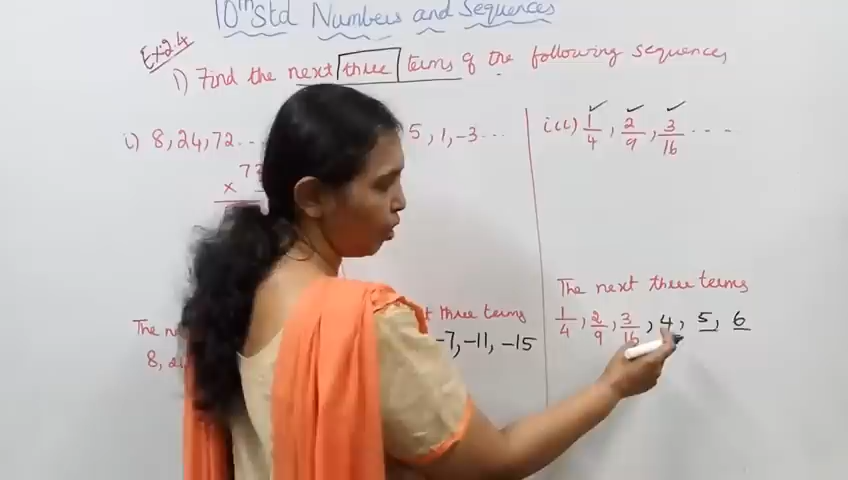 10th Std Numbers and Sequences
Ex:2.4
1) Find the next three terms of the following sequences
i) 8, 24, 72...
5, 1, -3...
iii) 1/4, 2/9, 3/16 ....
x 7
The next three terms
1/4, 2/9, 3/16, 4, 5, 6
three terms
-7, -11, -15
The
8,